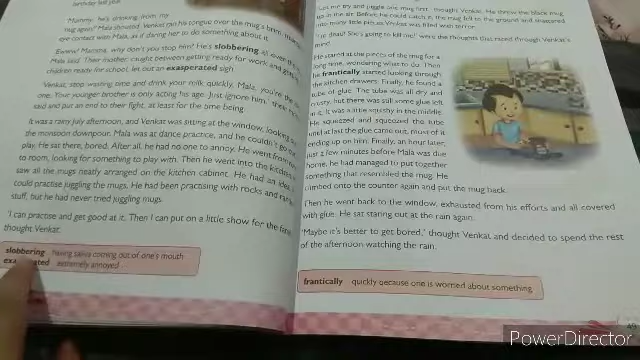 birthday last year
'Mummy, he's drinking from my
mug again!' Mala shouted. Venkat ran his tongue over the mug's brim, making
eye contact with Mala, as if daring her to do something about it.
'Eww! Mamma, why don't you stop him? He's slobbering all over the
Mala said. Their mother, caught between getting ready for work and getting
children ready for school, let out an exasperated sigh.
'Venkat, stop wasting time and drink your milk quickly. Mala, you're the
one. Your younger brother is only acting his age. Just ignore him,' their
said and put an end to their fight, at least for the time being.
It was a rainy July afternoon, and Venkat was sitting at the window, looking
the monsoon downpour. Mala was at dance practice, and he couldn't go
play. He sat there, bored. After all, he had no one to annoy. He went from
to room, looking for something to play with. Then he went into the kitchen
saw all the mugs neatly arranged on the kitchen cabinet. He had an idea.
could practise juggling the mugs. He had been practising with rocks and
stuff, but he had never tried juggling mugs.
'I can practise and get good at it. Then I can put on a little show for the
thought Venkat.
slobbering having saliva coming out of one's mouth
exasperated extremely annoyed
'Let me try and juggle one mug first,' thought Venkat. He threw the black mug
up in the air. Before he could catch it, the mug fell to the ground and shattered
into many little pieces. Venkat was filled with terror.
'I'm dead! She's going to kill me!' were the thoughts that raced through Venkat's
mind.
He stared at the pieces of the mug for a
long time, wondering what to do. Then
he frantically started looking through
the kitchen drawers. Finally, he found a
tube of glue. The tube was all dry and
crusty, but there was still some glue left
in it. It was a little squishy in the middle.
He squeezed and squeezed the tube
until at last the glue came out, most of it
ending up on him. Finally, an hour later,
just a few minutes before Mala was due
home, he had managed to put together
something that resembled the mug. He
climbed onto the counter again and put the mug back.
Then he went back to the window, exhausted from his efforts and all covered
with glue. He sat staring out at the rain again.
'Maybe it's better to get bored,' thought Venkat and decided to spend the rest
of the afternoon watching the rain.
frantically quickly because one is worried about something
49
PowerDirector